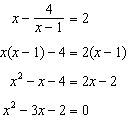 x - 4/(x - 1) = 2
x(x - 1) - 4 = 2(x - 1)
x² - x - 4 = 2x - 2
x² - 3x - 2 = 0